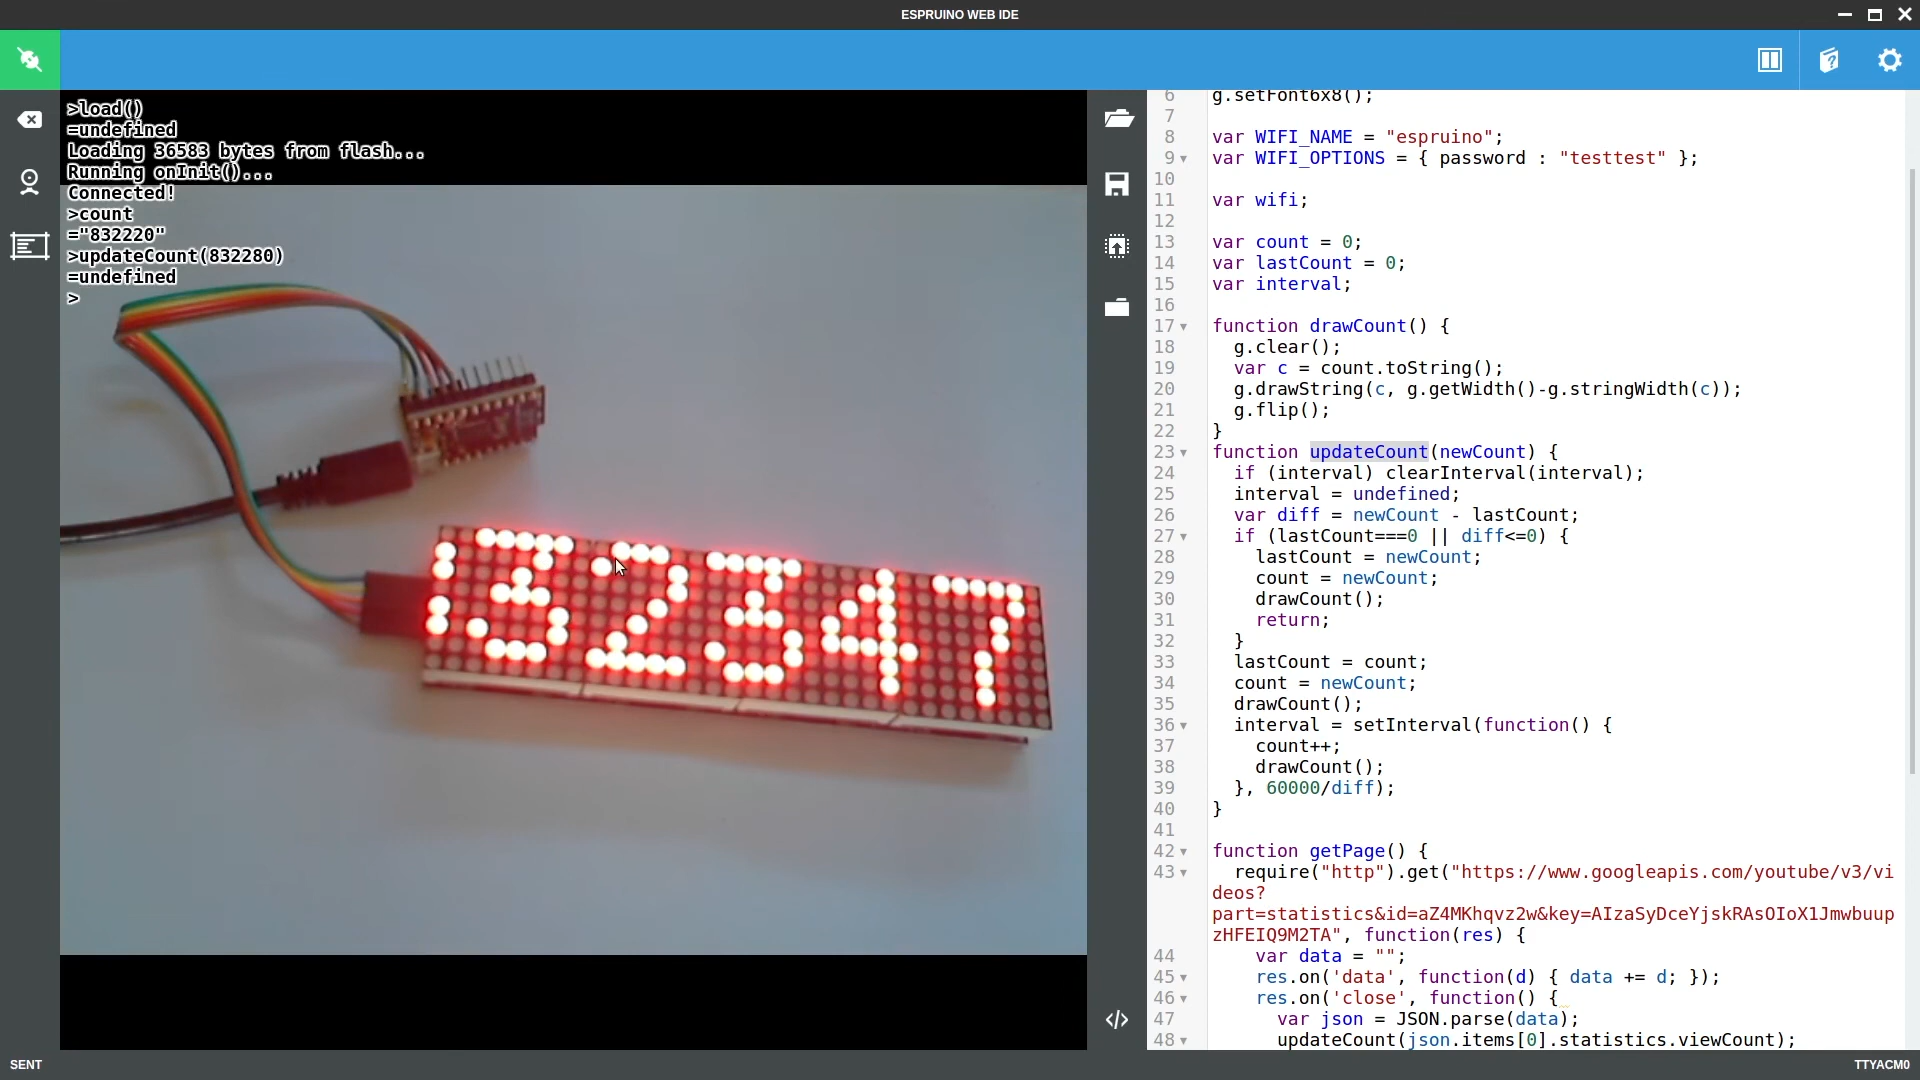 ESPRUINO WEB IDE
>load()
=undefined
Loading 36583 bytes from flash...
Running onInit()...
Connected!
>count
="832220"
>updateCount(832280)
=undefined
>
32347
6 g.setFont6x8();
7
8 var WIFI_NAME = "espruino";
9 var WIFI_OPTIONS = { password : "testtest" };
10
11 var wifi;
12
13 var count = 0;
14 var lastCount = 0;
15 var interval;
16
17 function drawCount() {
18 g.clear();
19 var c = count.toString();
20 g.drawString(c, g.getWidth()-g.stringWidth(c));
21 g.flip();
22 }
23 function updateCount(newCount) {
24 if (interval) clearInterval(interval);
25 interval = undefined;
26 var diff = newCount - lastCount;
27 if (lastCount===0 || diff<=0) {
28 lastCount = newCount;
29 count = newCount;
30 drawCount();
31 return;
32 }
33 lastCount = count;
34 count = newCount;
35 drawCount();
36 interval = setInterval(function() {
37 count++;
38 drawCount();
39 }, 60000/diff);
40 }
41
42 function getPage() {
43 require("http").get("https://www.googleapis.com/youtube/v3/vi
deos?
part=statistics&id=aZ4MKhqvz2w&key=AIzaSyDceYjskRAsOIoX1Jmwbuup
zHFEIQ9M2TA", function(res) {
44 var data = "";
45 res.on('data', function(d) { data += d; });
46 res.on('close', function() {
47 var json = JSON.parse(data);
48 updateCount(json.items[0].statistics.viewCount);
SENT
TTYACM0